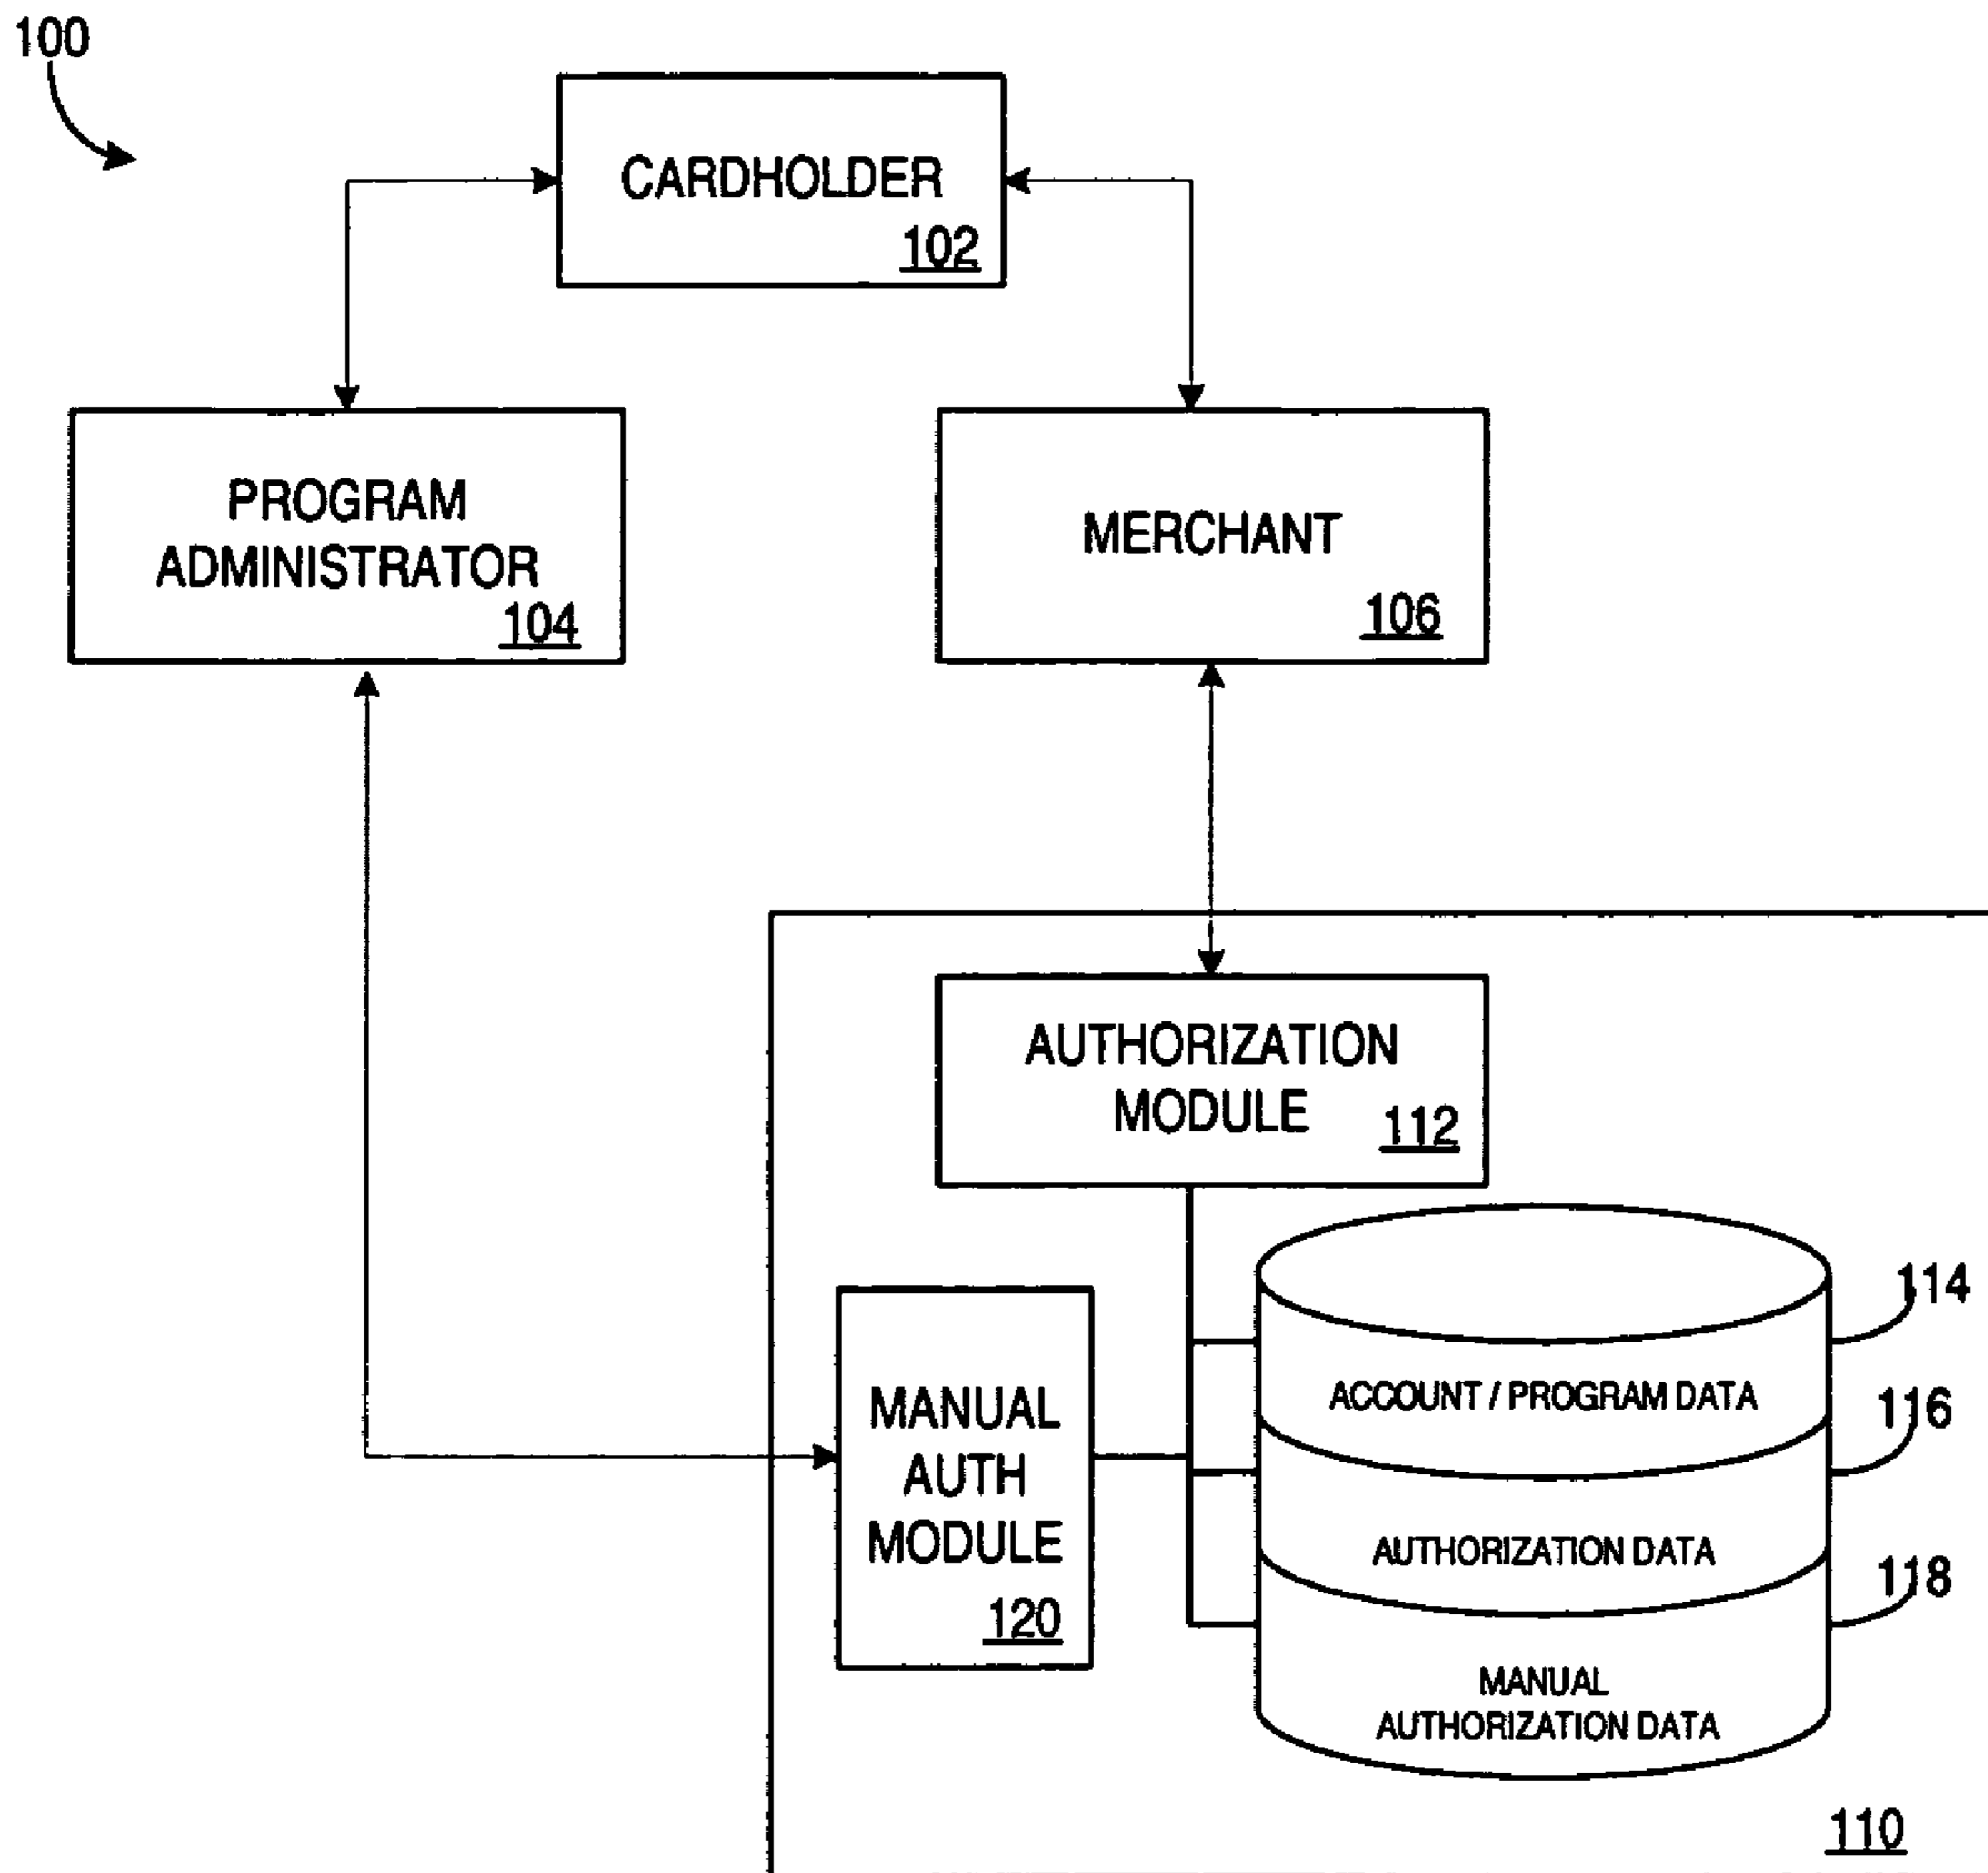 100
CARDHOLDER
102
PROGRAM
ADMINISTRATOR
104
MERCHANT
106
AUTHORIZATION
MODULE
112
MANUAL
AUTH
MODULE
120
114
ACCOUNT / PROGRAM DATA
116
AUTHORIZATION DATA
118
MANUAL
AUTHORIZATION DATA
110